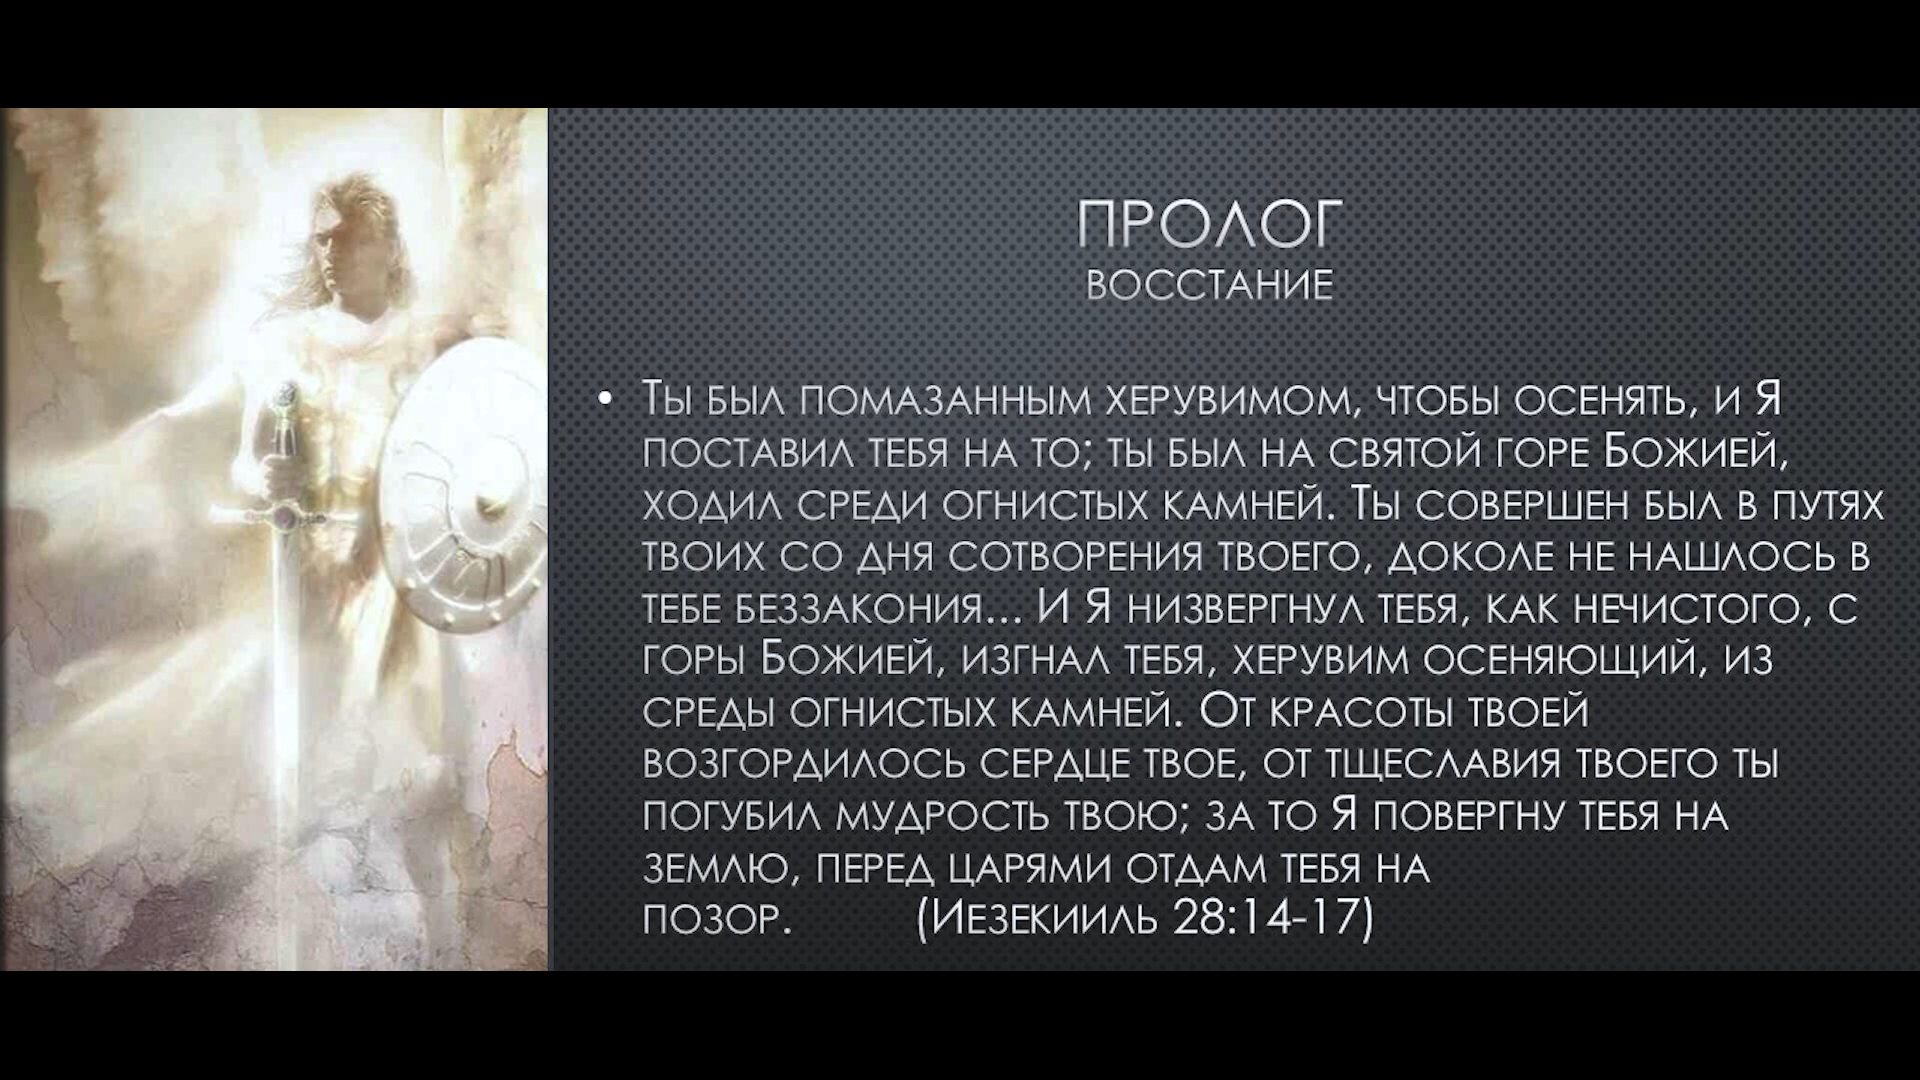 ПРОЛОГ
ВОССТАНИЕ
• Ты был помазанным херувимом, чтобы осенять, и Я
поставил тебя на то; ты был на святой горе Божией,
ходил среди огнистых камней. Ты совершен был в путях
твоих со дня сотворения твоего, доколе не нашлось в
тебе беззакония... И Я низвергнул тебя, как нечистого, с
горы Божией, изгнал тебя, херувим осеняющий, из
среды огнистых камней. От красоты твоей
возгордилось сердце твое, от тщеславия твоего ты
погубил мудрость твою; за то Я повергну тебя на
землю, перед царями отдам тебя на
позор. (Иезекииль 28:14-17)